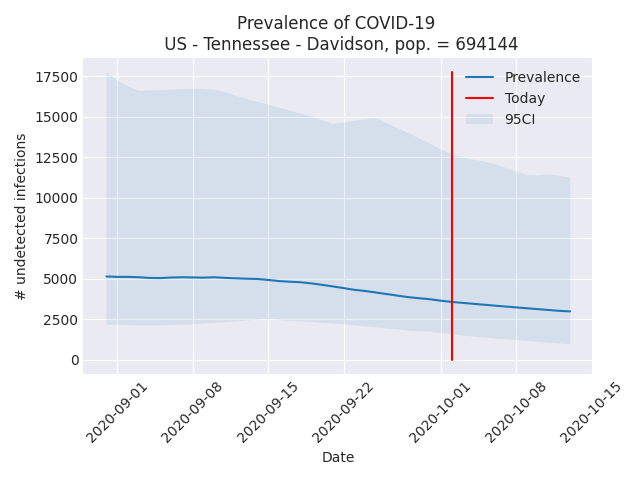 Prevalence of COVID-19
US - Tennessee - Davidson, pop. = 694144
17500
15000
12500
10000
7500
5000
2500
0
# undetected infections
Prevalence
Today
95CI
2020-09-01
2020-09-08
2020-09-15
2020-09-22
2020-10-01
2020-10-08
2020-10-15
Date